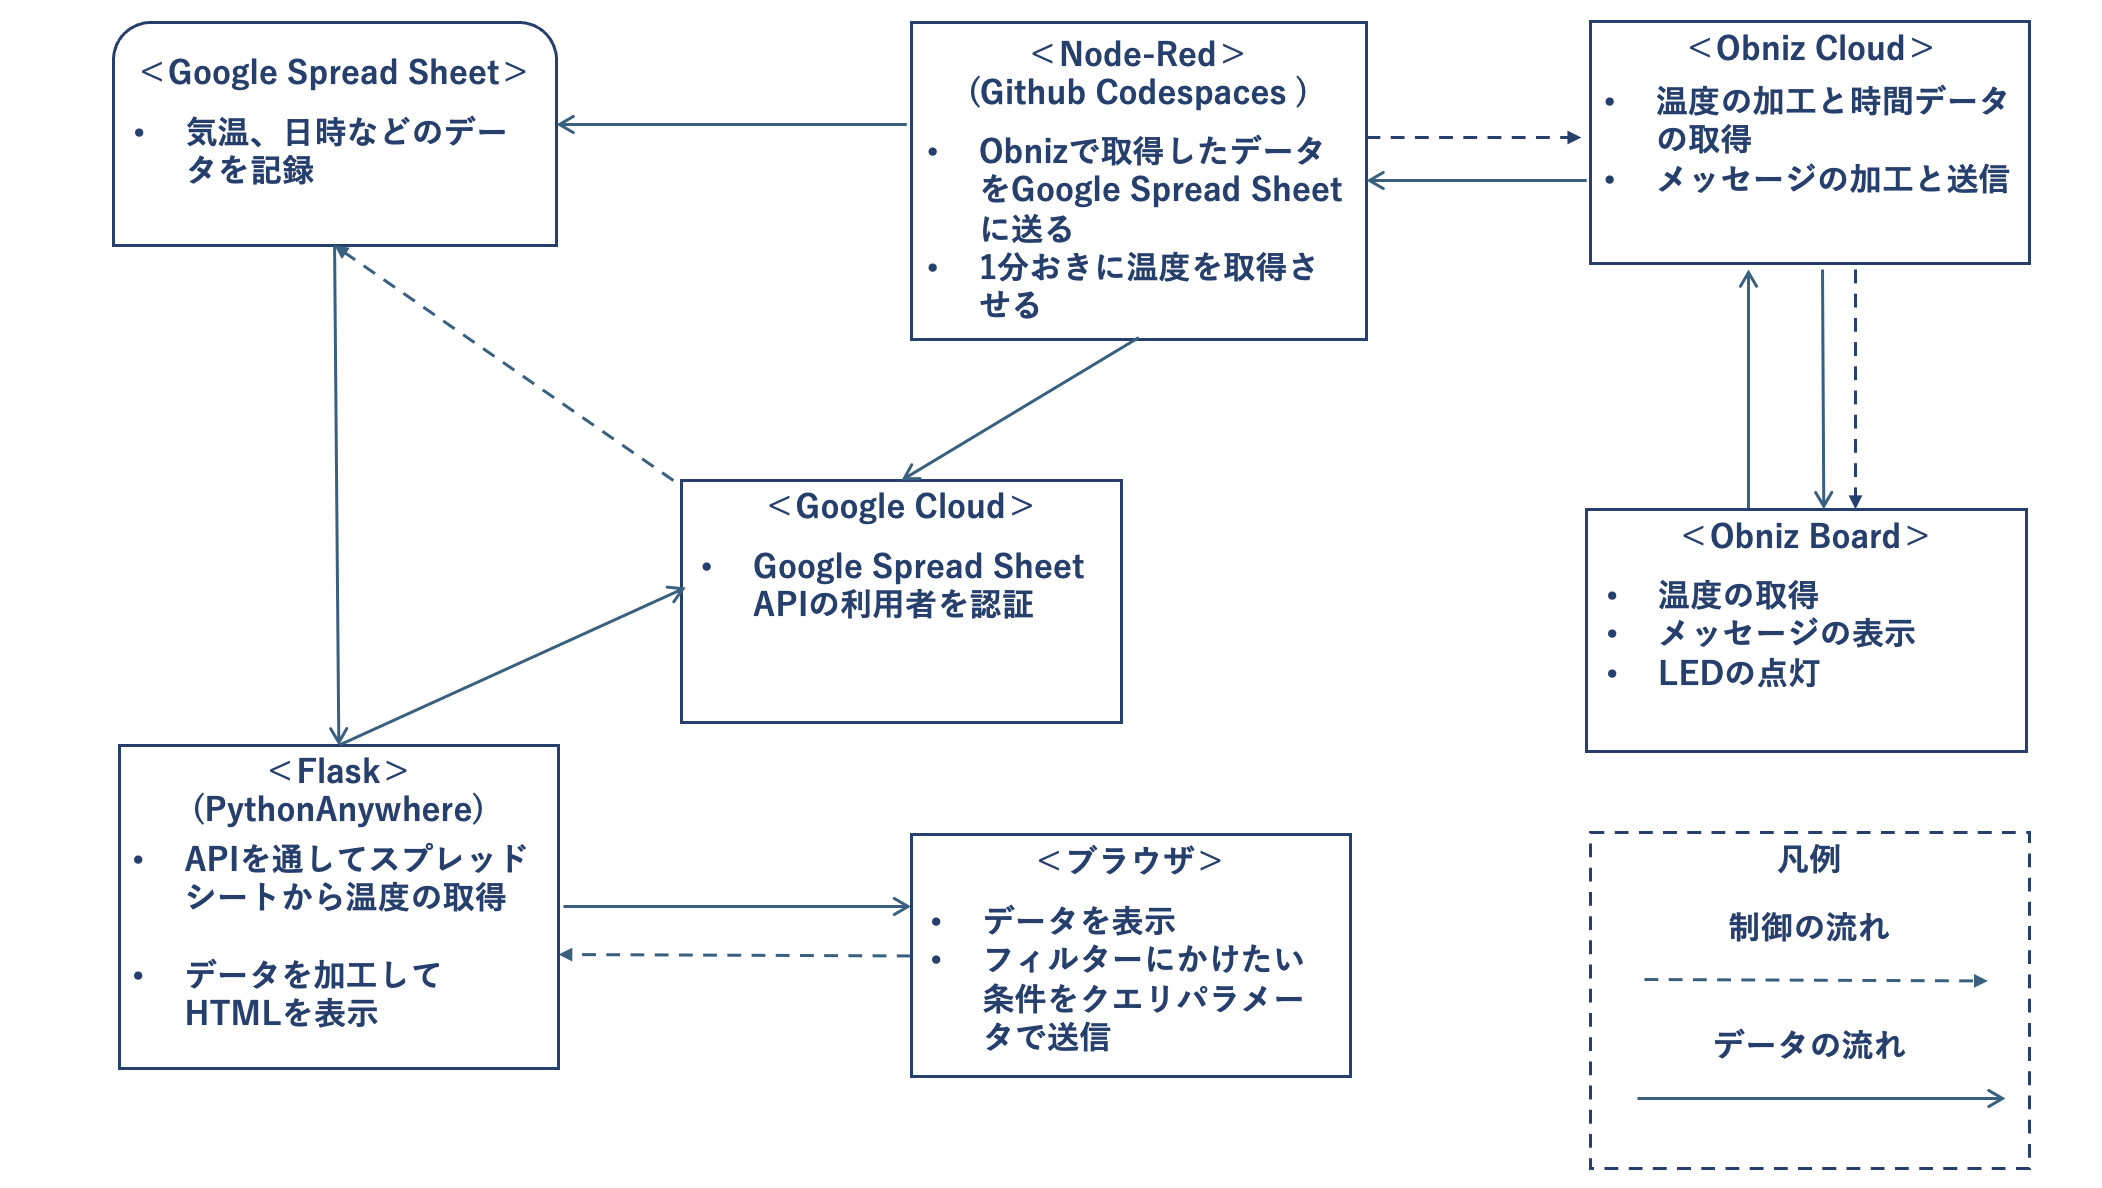 ＜Google Spread Sheet＞
• 気温、日時などのデー
タを記録
＜Node-Red＞
（Github Codespaces ）
• Obnizで取得したデータ
をGoogle Spread Sheet
に送る
• 1分おきに温度を取得さ
せる
＜Obniz Cloud＞
• 温度の加工と時間データ
の取得
• メッセージの加工と送信
＜Google Cloud＞
• Google Spread Sheet
APIの利用者を認証
＜Obniz Board＞
• 温度の取得
• メッセージの表示
• LEDの点灯
＜Flask＞
（PythonAnywhere）
• APIを通してスプレッド
シートから温度の取得
• データを加工して
HTMLを表示
＜ブラウザ＞
• データを表示
• フィルターにかけたい
条件をクエリパラメー
タで送信
凡例
制御の流れ
データの流れ